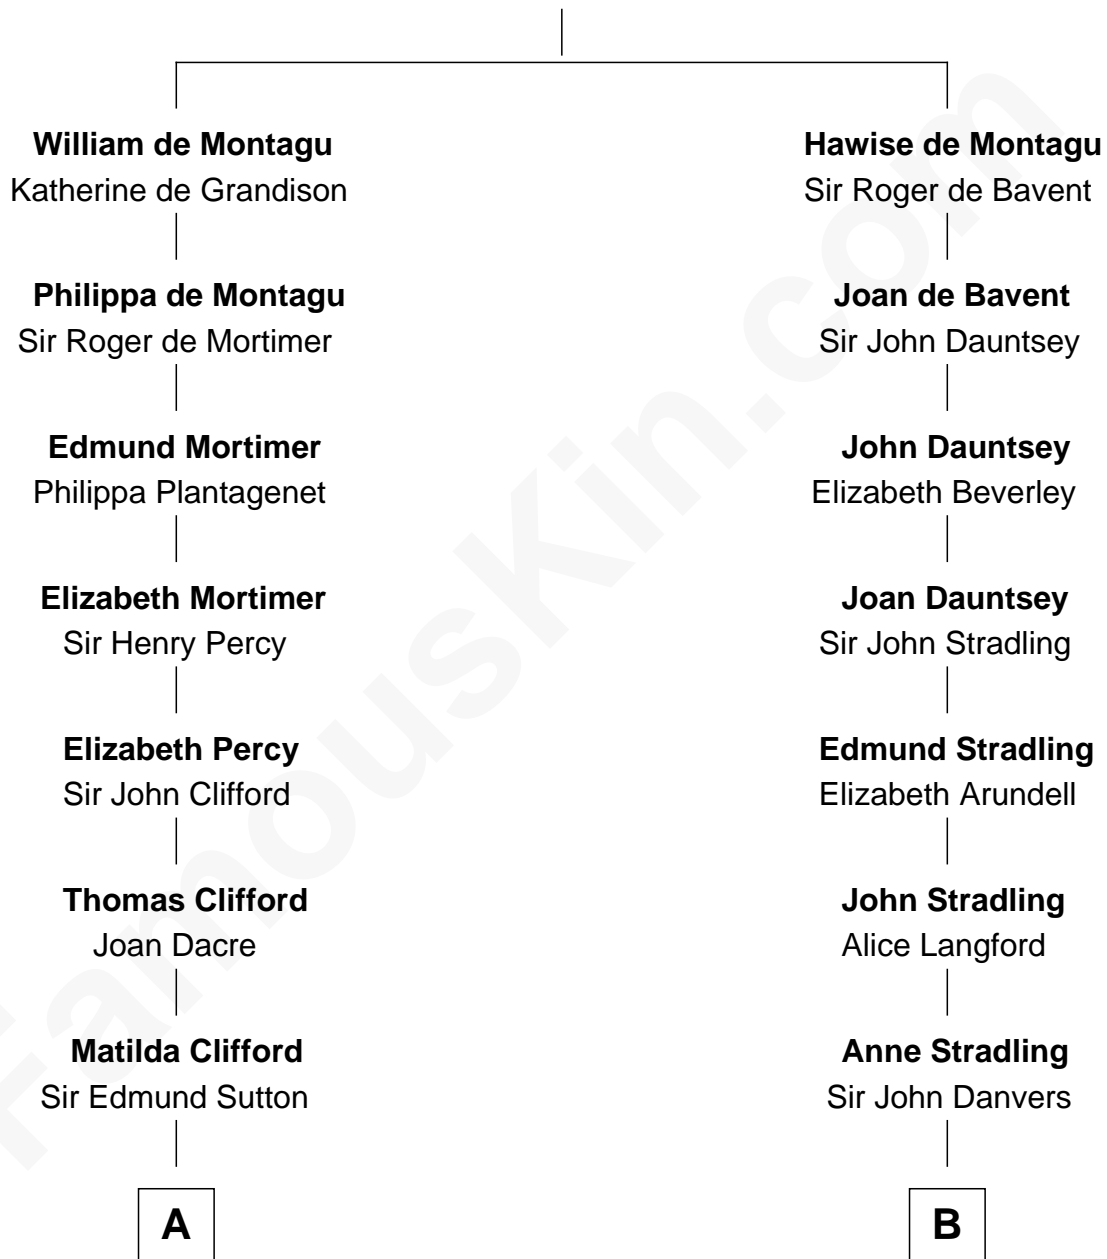 William de Montagu
Katherine de Grandison
Philippa de Montagu
Sir Roger de Mortimer
Edmund Mortimer
Philippa Plantagenet
Elizabeth Mortimer
Sir Henry Percy
Elizabeth Percy
Sir John Clifford
Thomas Clifford
Joan Dacre
Matilda Clifford
Sir Edmund Sutton
A
Hawise de Montagu
Sir Roger de Bavent
Joan de Bavent
Sir John Dauntsey
John Dauntsey
Elizabeth Beverley
Joan Dauntsey
Sir John Stradling
Edmund Stradling
Elizabeth Arundell
John Stradling
Alice Langford
Anne Stradling
Sir John Danvers
B
FamousKin.com